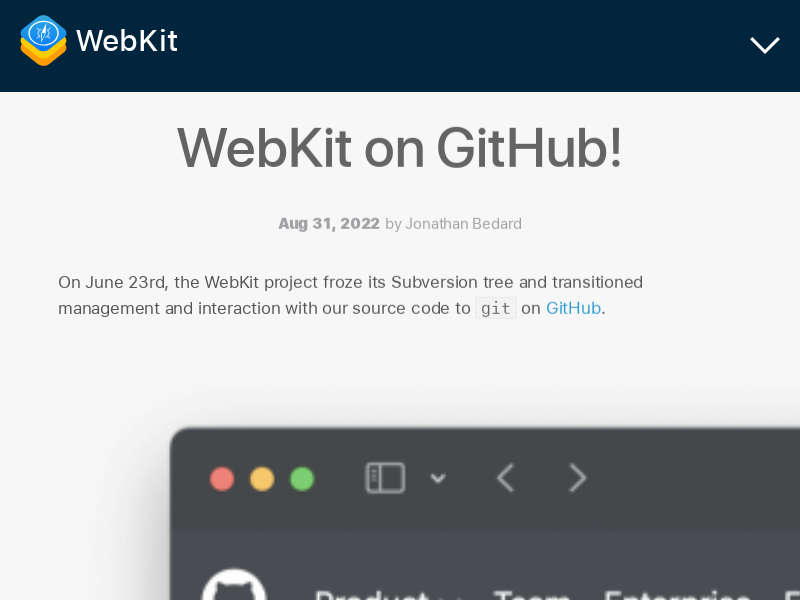 WebKit
WebKit on GitHub!
Aug 31, 2022 by Jonathan Bedard
On June 23rd, the WebKit project froze its Subversion tree and transitioned
management and interaction with our source code to git on GitHub.
Product Team Enterprise